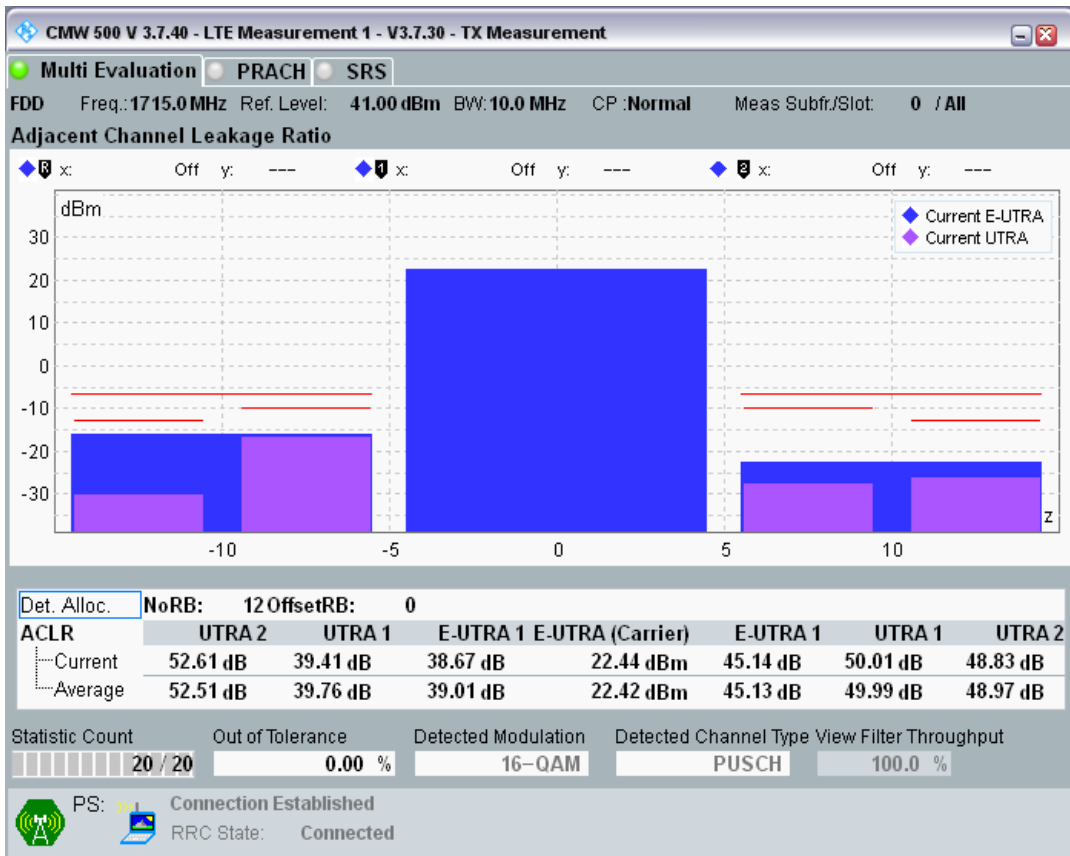 CMW 500 V 3.7.40 - LTE Measurement 1 - V3.7.30 - TX Measurement
Multi Evaluation PRACH SRS
FDD Freq.:1715.0 MHz Ref. Level: 41.00 dBm BW:10.0 MHz CP :Normal Meas Subfr./Slot: 0 / All
Adjacent Channel Leakage Ratio
R x: Off y: --- 1 x: Off y: --- 2 x: Off y: ---
dBm
Current E-UTRA
Current UTRA
30
20
10
0
-10
-20
-30
z
-10 -5 0 5 10
Det. Alloc. NoRB: 12 OffsetRB: 0
ACLR UTRA 2 UTRA 1 E-UTRA 1 E-UTRA (Carrier) E-UTRA 1 UTRA 1 UTRA 2
Current 52.61 dB 39.41 dB 38.67 dB 22.44 dBm 45.14 dB 50.01 dB 48.83 dB
Average 52.51 dB 39.76 dB 39.01 dB 22.42 dBm 45.13 dB 49.99 dB 48.97 dB
Statistic Count Out of Tolerance Detected Modulation Detected Channel Type View Filter Throughput
20 / 20 0.00 % 16-QAM PUSCH 100.0 %
PS: Connection Established
RRC State: Connected